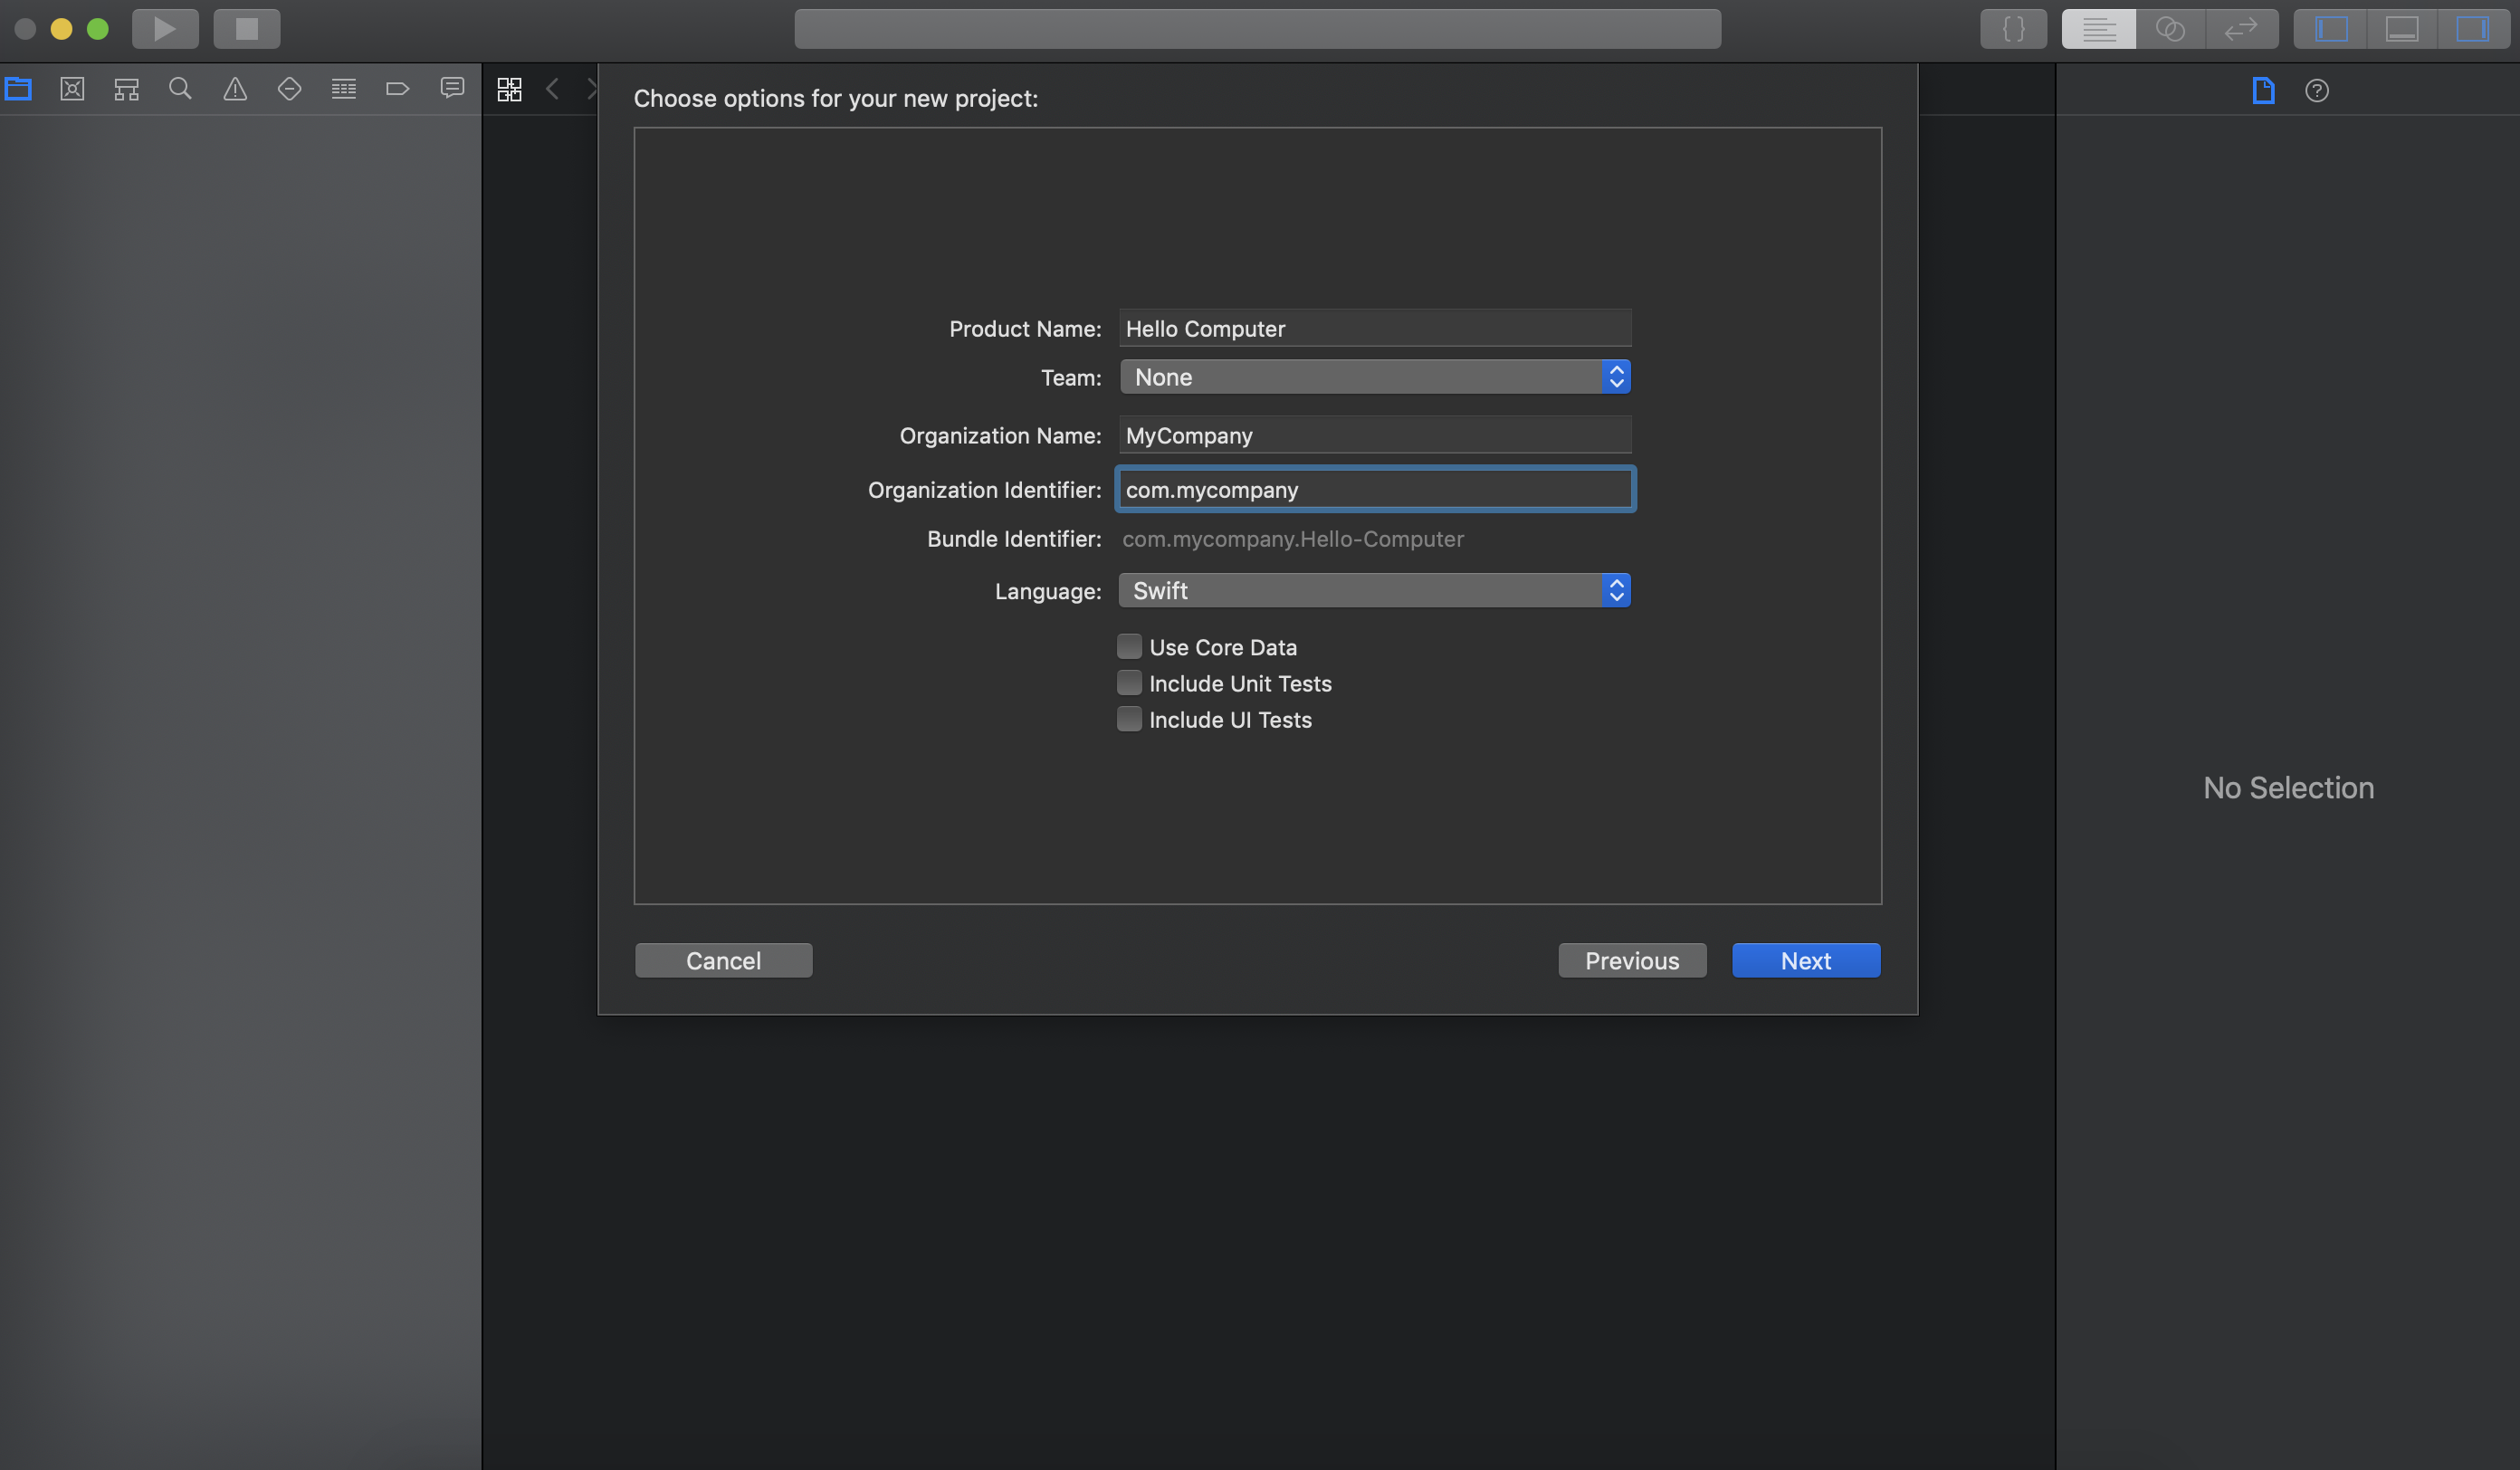 Choose options for your new project:
Product Name: Hello Computer
Team: None
Organization Name: MyCompany
Organization Identifier: com.mycompany
Bundle Identifier: com.mycompany.Hello-Computer
Language: Swift
Use Core Data
Include Unit Tests
Include UI Tests
No Selection
Cancel Previous Next